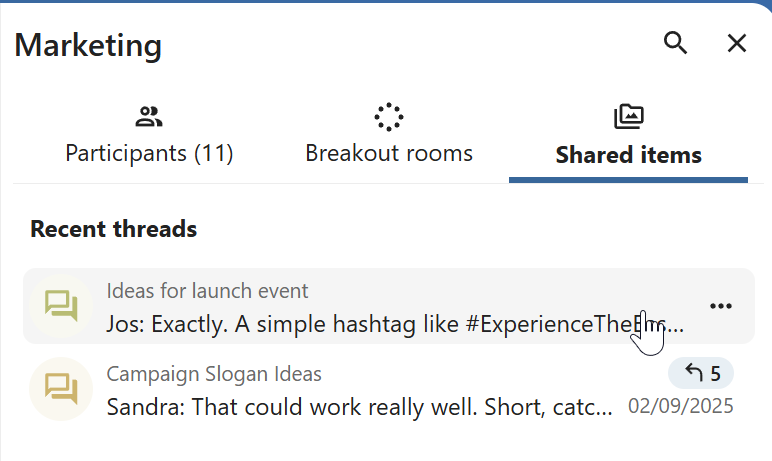 Marketing
Participants (11)
Breakout rooms
Shared items
Recent threads
Ideas for launch event
Jos: Exactly. A simple hashtag like ...
Campaign Slogan Ideas
5
Sandra: That could work really well. Short, catc...
02/09/2025